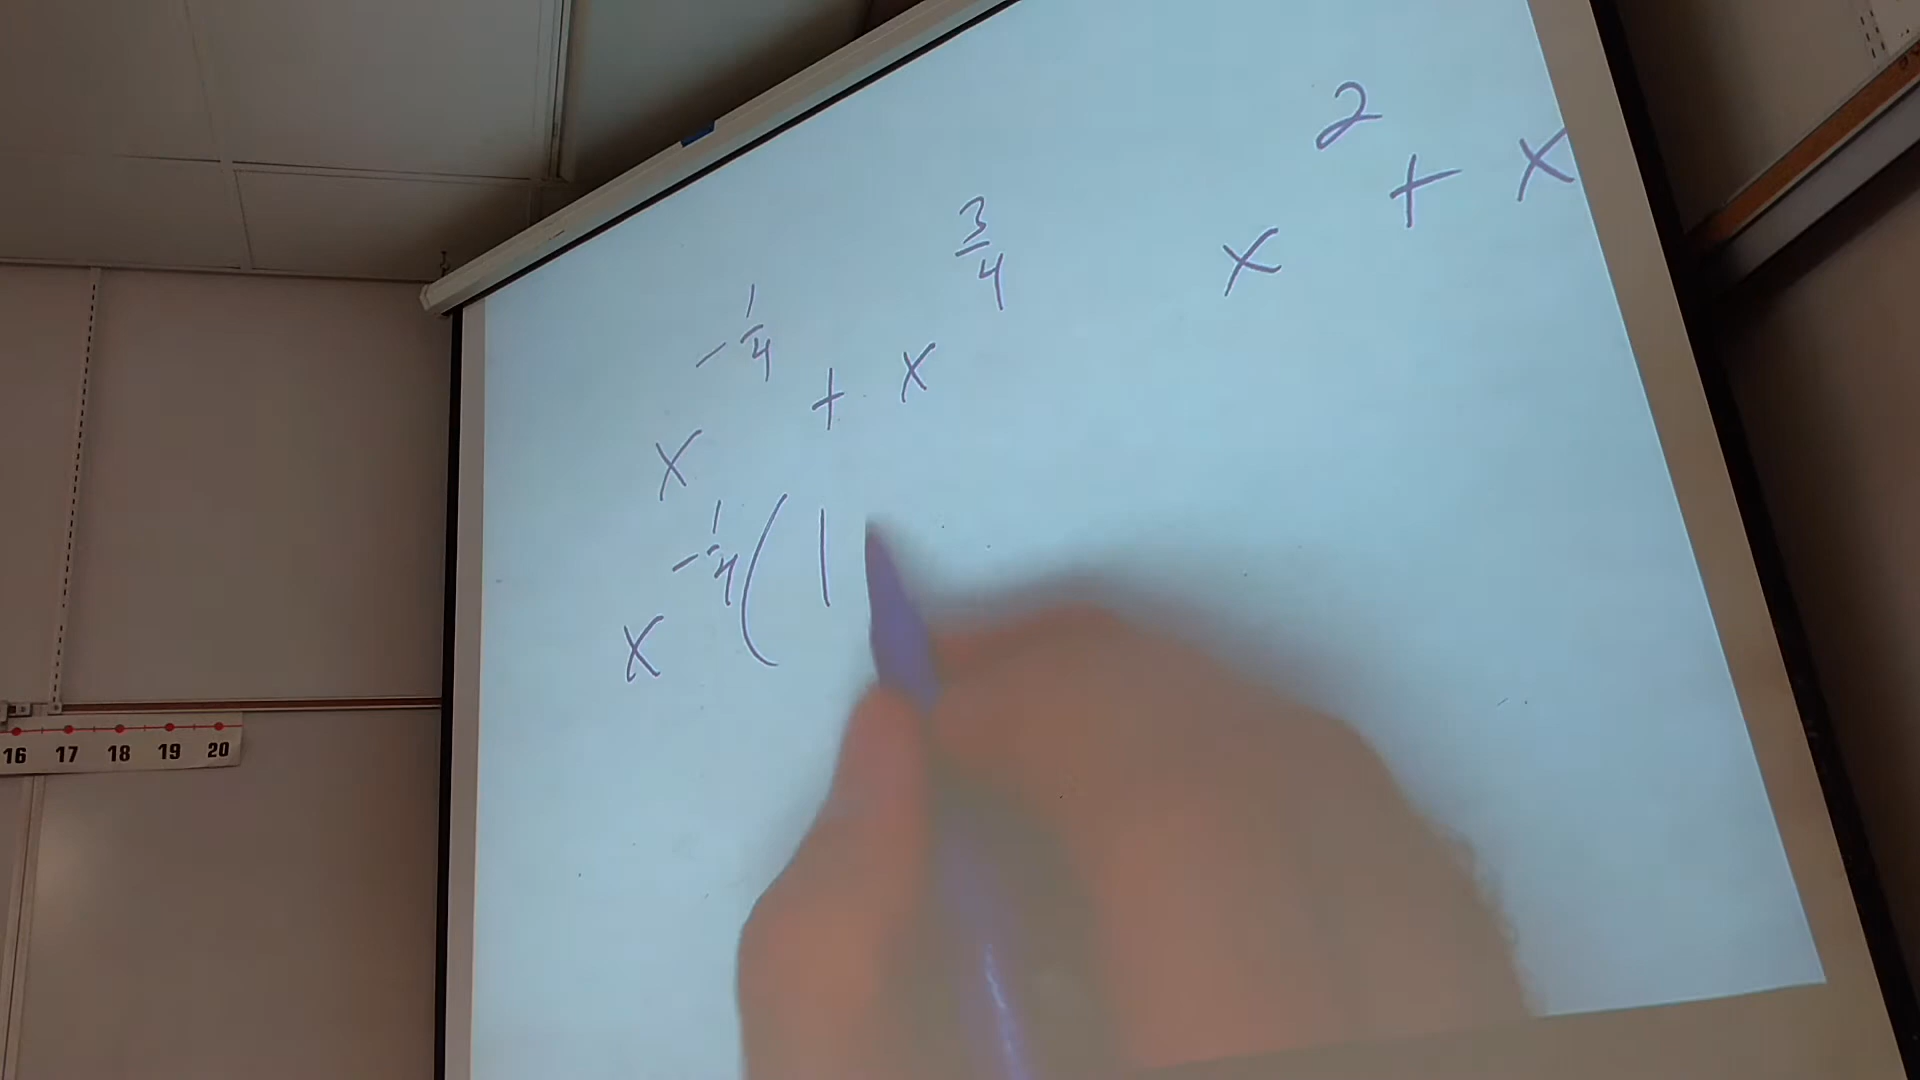 x^2 + x
x^{-1/4} + x^{3/4}
x^{-1/4}(1
16 17 18 19 20